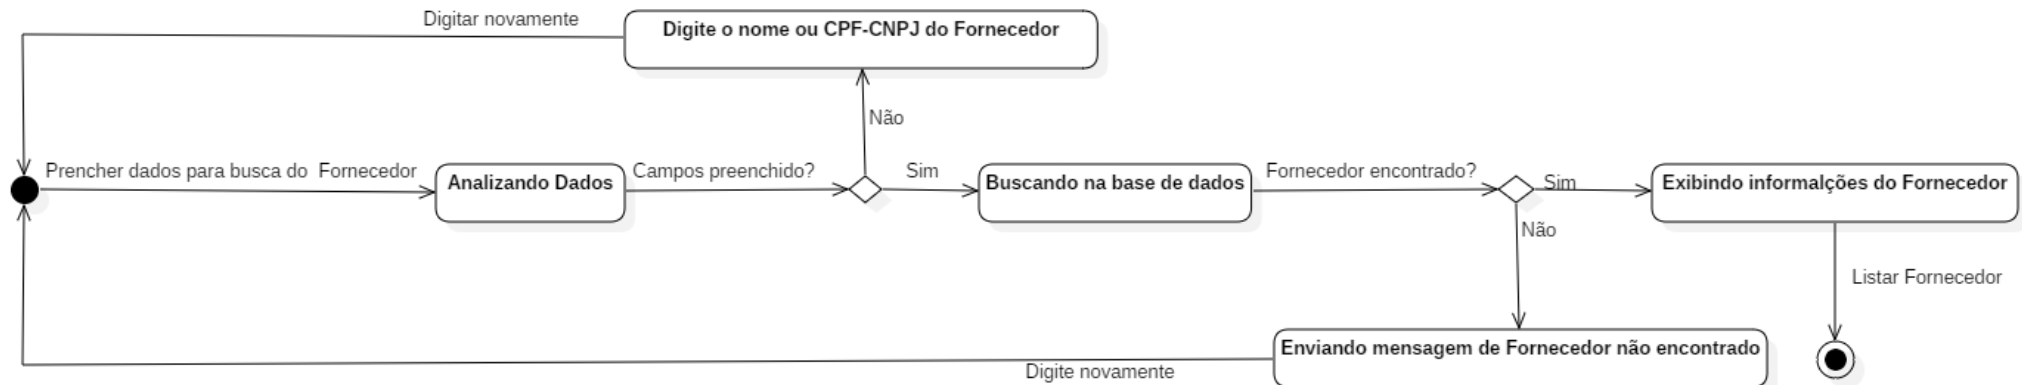 Digitar novamente
Digite o nome ou CPF-CNPJ do Fornecedor
Não
Prencher dados para busca do  Fornecedor
Analizando Dados
Campos preenchido?
Sim
Buscando na base de dados
Fornecedor encontrado?
Sim
Exibindo informalções do Fornecedor
Não
Listar Fornecedor
Enviando mensagem de Fornecedor não encontrado
Digite novamente